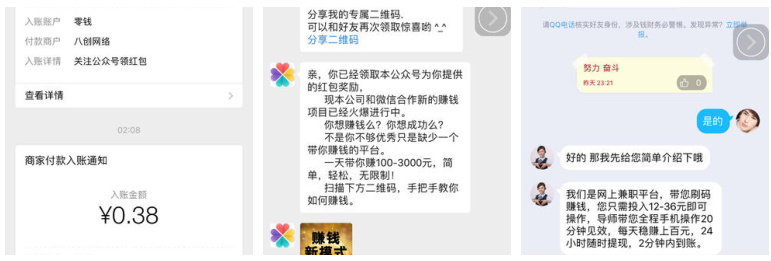 入账账户 零钱
付款商户 八创网络
入账详情 关注公众号领红包
查看详情
02:08
商家付款入账通知
入账金额
¥0.38
分享我的专属二维码.
可以和好友再次领取惊喜哟 ^_^
分享二维码
亲，你已经领取本公众号为你提供
的红包奖励,
现本公司和微信合作新的赚钱
项目已经火爆进行中。
你想赚钱么？你想成功么？
不是你不够优秀只是缺少一个
带你赚钱的平台。
一天带你赚100-3000元，简
单，轻松，无限制！
扫描下方二维码，手把手教你
如何赚钱。
赚钱
新模式
请QQ电话核实好友身份，涉及钱财务必警惕。发现异常？立即举
报。
努力 奋斗
昨天 23:21
0
是的
好的 那我先给您简单介绍下哦
我们是网上兼职平台，带您刷码
赚钱，您只需投入12-36元即可
操作，导师带您全程手机操作20
分钟见效，每天稳赚上百元，24
小时随时提现，2分钟内到账。